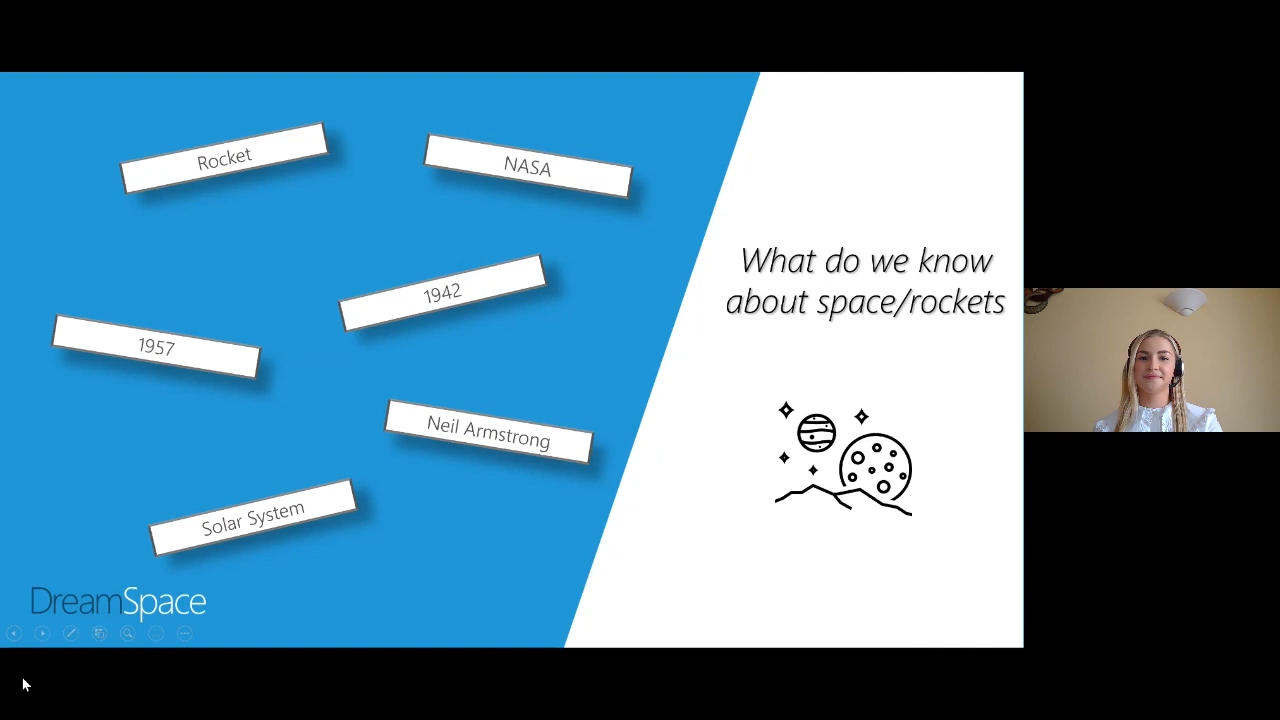 Rocket
NASA
1942
1957
Neil Armstrong
Solar System
DreamSpace
What do we know
about space/rockets